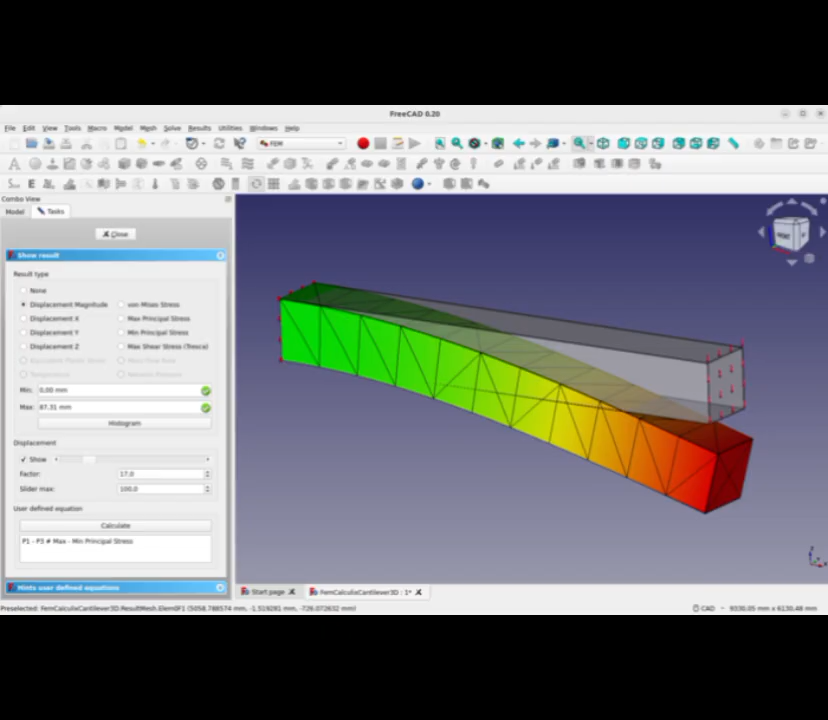 FreeCAD 0.20
File Edit View Tools Macro Model Mesh Solve Results Utilities Windows Help
FEM
Combo View
Model Tasks
Close
Show result
Result type
None
Displacement Magnitude von Mises Stress
Displacement X Max Principal Stress
Displacement Y Min Principal Stress
Displacement Z Max Shear Stress (Tresca)
Min: 0,00 mm
Max: 87,31 mm
Histogram
Displacement
Show
Factor: 17.0
Slider max: 100.0
User defined equation
Calculate
P1 - P3 # Max - Min Principal Stress
Hints user defined equations
Start page FemCalculixCantilever3D : 1*
Preselected: FemCalculixCantilever3D.ResultMesh.Elem0F1 (5058.788574 mm, -1.519281 mm, -726.072632 mm)
CAD 9330.05 mm x 6130.48 mm